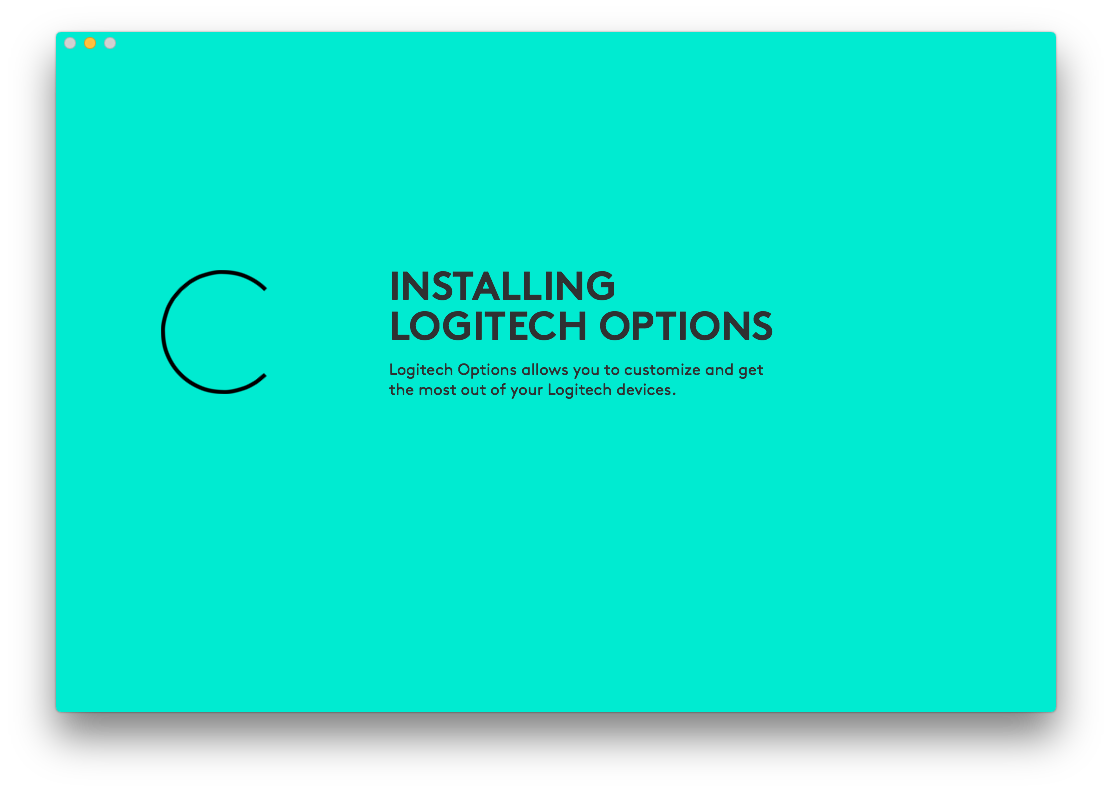 INSTALLING
LOGITECH OPTIONS
Logitech Options allows you to customize and get
the most out of your Logitech devices.